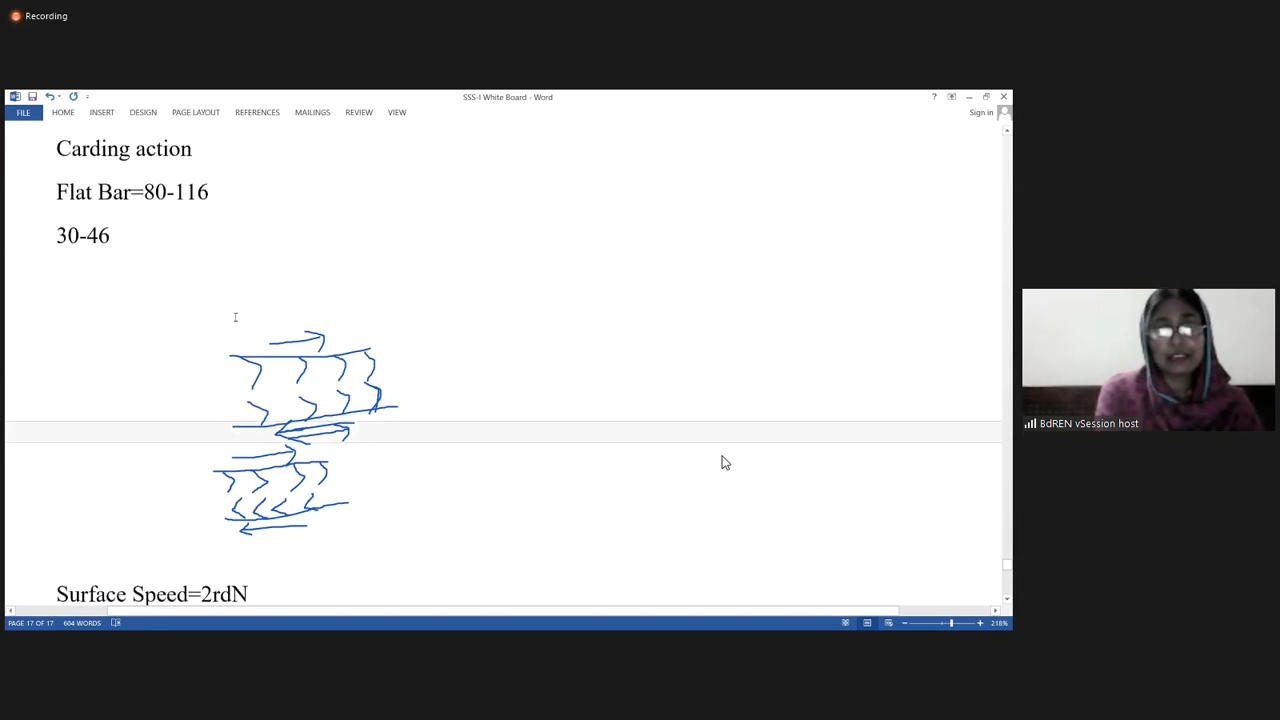 Recording
SSS-I White Board - Word
?
FILE HOME INSERT DESIGN PAGE LAYOUT REFERENCES MAILINGS REVIEW VIEW
Sign in
Carding action
Flat Bar=80-116
30-46
Surface Speed=2rdN
BdREN vSession host
PAGE 17 OF 17 604 WORDS
218%